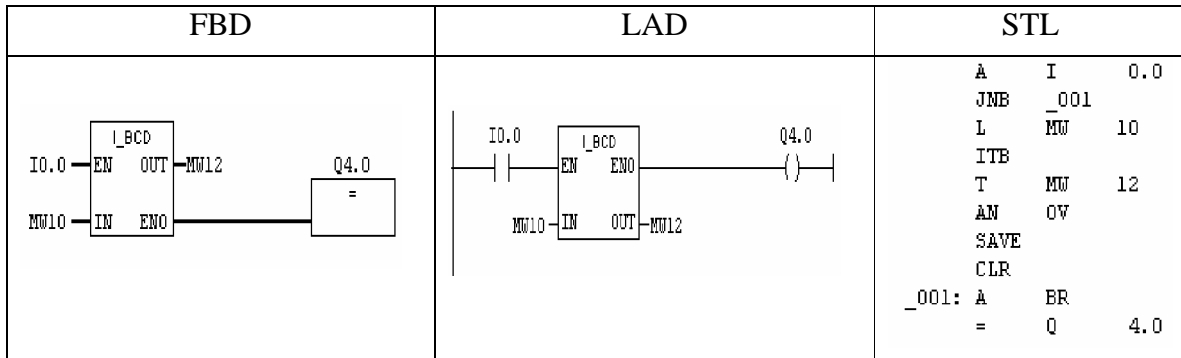 FBD
LAD
STL
I_BCD
I0.0 EN OUT MW12
Q4.0
=
MW10 IN ENO
I0.0
I_BCD
Q4.0
EN ENO
MW10 IN OUT MW12
A I 0.0
JNB _001
L MW 10
ITB
T MW 12
AN OV
SAVE
CLR
_001: A BR
= Q 4.0